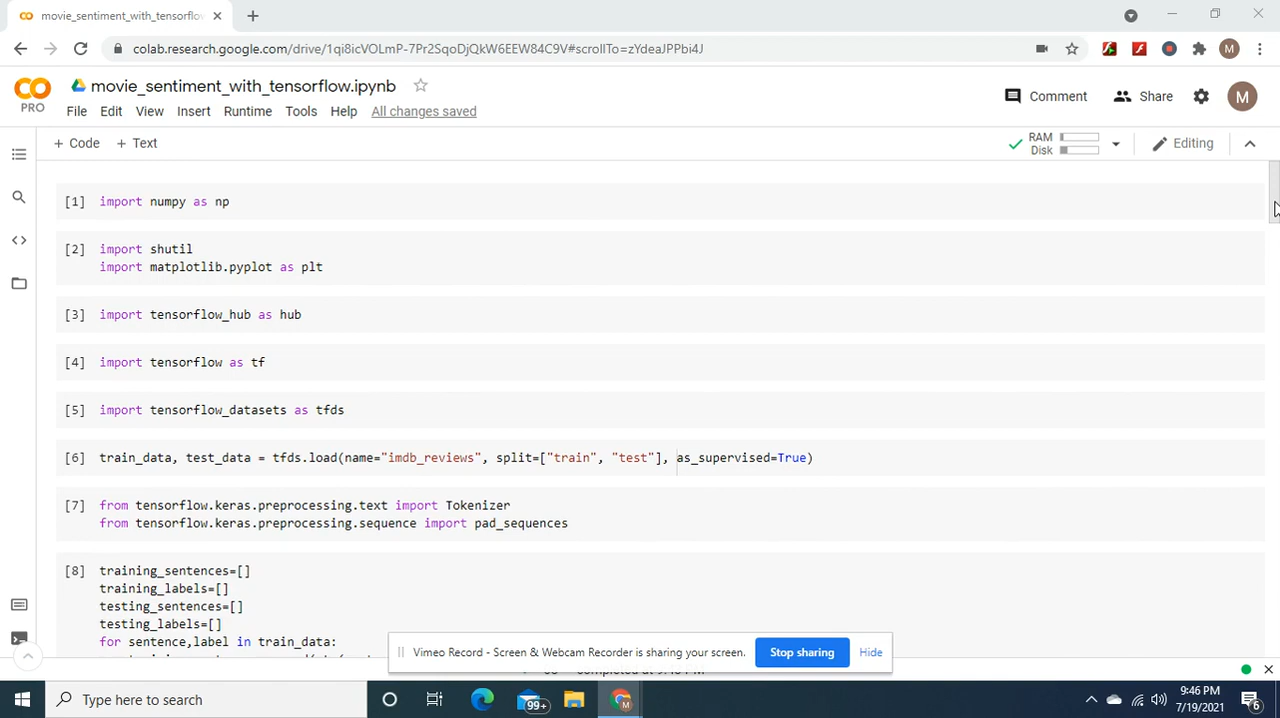 movie_sentiment_with_tensorflow
colab.research.google.com/drive/1qi8icVOLmP-7Pr2SqoDjQkW6EEW84C9V#scrollTo=zYdeaJPPbi4J
M
CO
PRO
movie_sentiment_with_tensorflow.ipynb
Comment
Share
M
File Edit View Insert Runtime Tools Help All changes saved
+ Code + Text
RAM
Disk
Editing
[1] import numpy as np
[2] import shutil
import matplotlib.pyplot as plt
[3] import tensorflow_hub as hub
[4] import tensorflow as tf
[5] import tensorflow_datasets as tfds
[6] train_data, test_data = tfds.load(name="imdb_reviews", split=["train", "test"], as_supervised=True)
[7] from tensorflow.keras.preprocessing.text import Tokenizer
from tensorflow.keras.preprocessing.sequence import pad_sequences
[8] training_sentences=[]
training_labels=[]
testing_sentences=[]
testing_labels=[]
for sentence,label in train_data:
Vimeo Record - Screen & Webcam Recorder is sharing your screen.
Stop sharing
Hide
Type here to search
99+
M
9:46 PM
7/19/2021
6